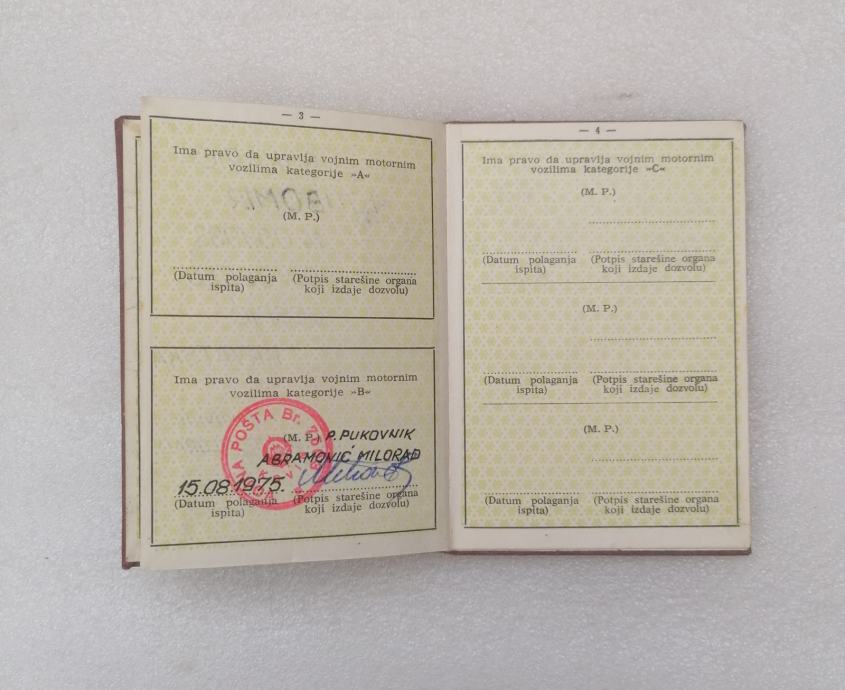 — 3 —
Ima pravo da upravlja vojnim motornim
vozilima kategorije »A«
(M. P.)
(Datum polaganja
ispita)
(Potpis starešine organa
koji izdaje dozvolu)
Ima pravo da upravlja vojnim motornim
vozilima kategorije »B«
POŠTA Br.
(M. P.) P. PUKOVNIK
ABRAMOVIĆ MILORAD
15.08.1975.
(Datum polaganja
ispita)
(Potpis starešine organa
koji izdaje dozvolu)
— 4 —
Ima pravo da upravlja vojnim motornim
vozilima kategorije »C«
(M. P.)
(Datum polaganja
ispita)
(Potpis starešine organa
koji izdaje dozvolu)
(M. P.)
(Datum polaganja
ispita)
(Potpis starešine organa
koji izdaje dozvolu)
(M. P.)
(Datum polaganja
ispita)
(Potpis starešine organa
koji izdaje dozvolu)